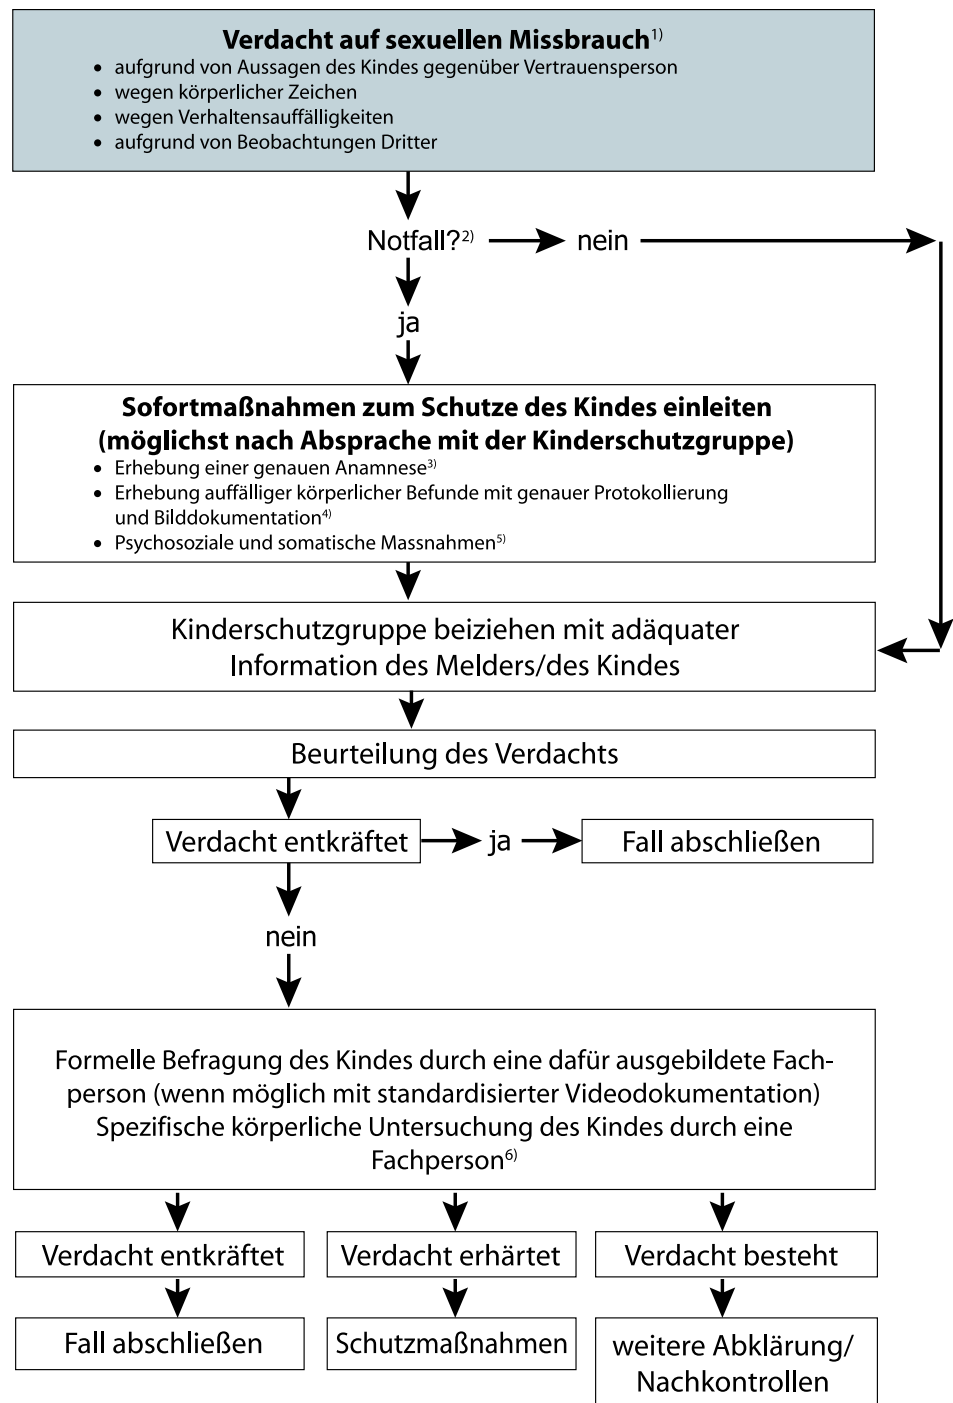 Verdacht auf sexuellen Missbrauch1)
• aufgrund von Aussagen des Kindes gegenüber Vertrauensperson
• wegen körperlicher Zeichen
• wegen Verhaltensauffälligkeiten
• aufgrund von Beobachtungen Dritter
Notfall?2) nein
ja
Sofortmaßnahmen zum Schutze des Kindes einleiten
(möglichst nach Absprache mit der Kinderschutzgruppe)
• Erhebung einer genauen Anamnese3)
• Erhebung auffälliger körperlicher Befunde mit genauer Protokollierung
und Bilddokumentation4)
• Psychosoziale und somatische Massnahmen5)
Kinderschutzgruppe beiziehen mit adäquater
Information des Melders/des Kindes
Beurteilung des Verdachts
Verdacht entkräftet ja Fall abschließen
nein
Formelle Befragung des Kindes durch eine dafür ausgebildete Fach-
person (wenn möglich mit standardisierter Videodokumentation)
Spezifische körperliche Untersuchung des Kindes durch eine
Fachperson6)
Verdacht entkräftet Verdacht erhärtet Verdacht besteht
Fall abschließen Schutzmaßnahmen weitere Abklärung/
Nachkontrollen